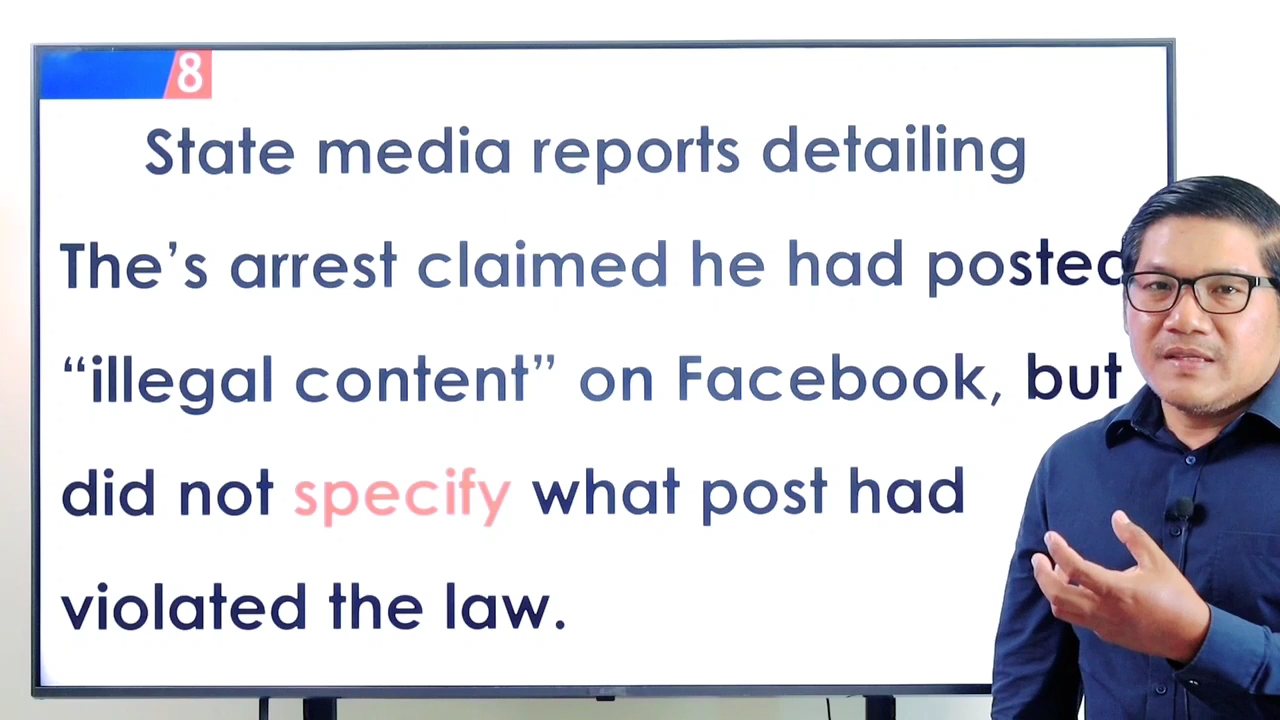 8
State media reports detailing
The’s arrest claimed he had posted
“illegal content” on Facebook, but
did not specify what post had
violated the law.